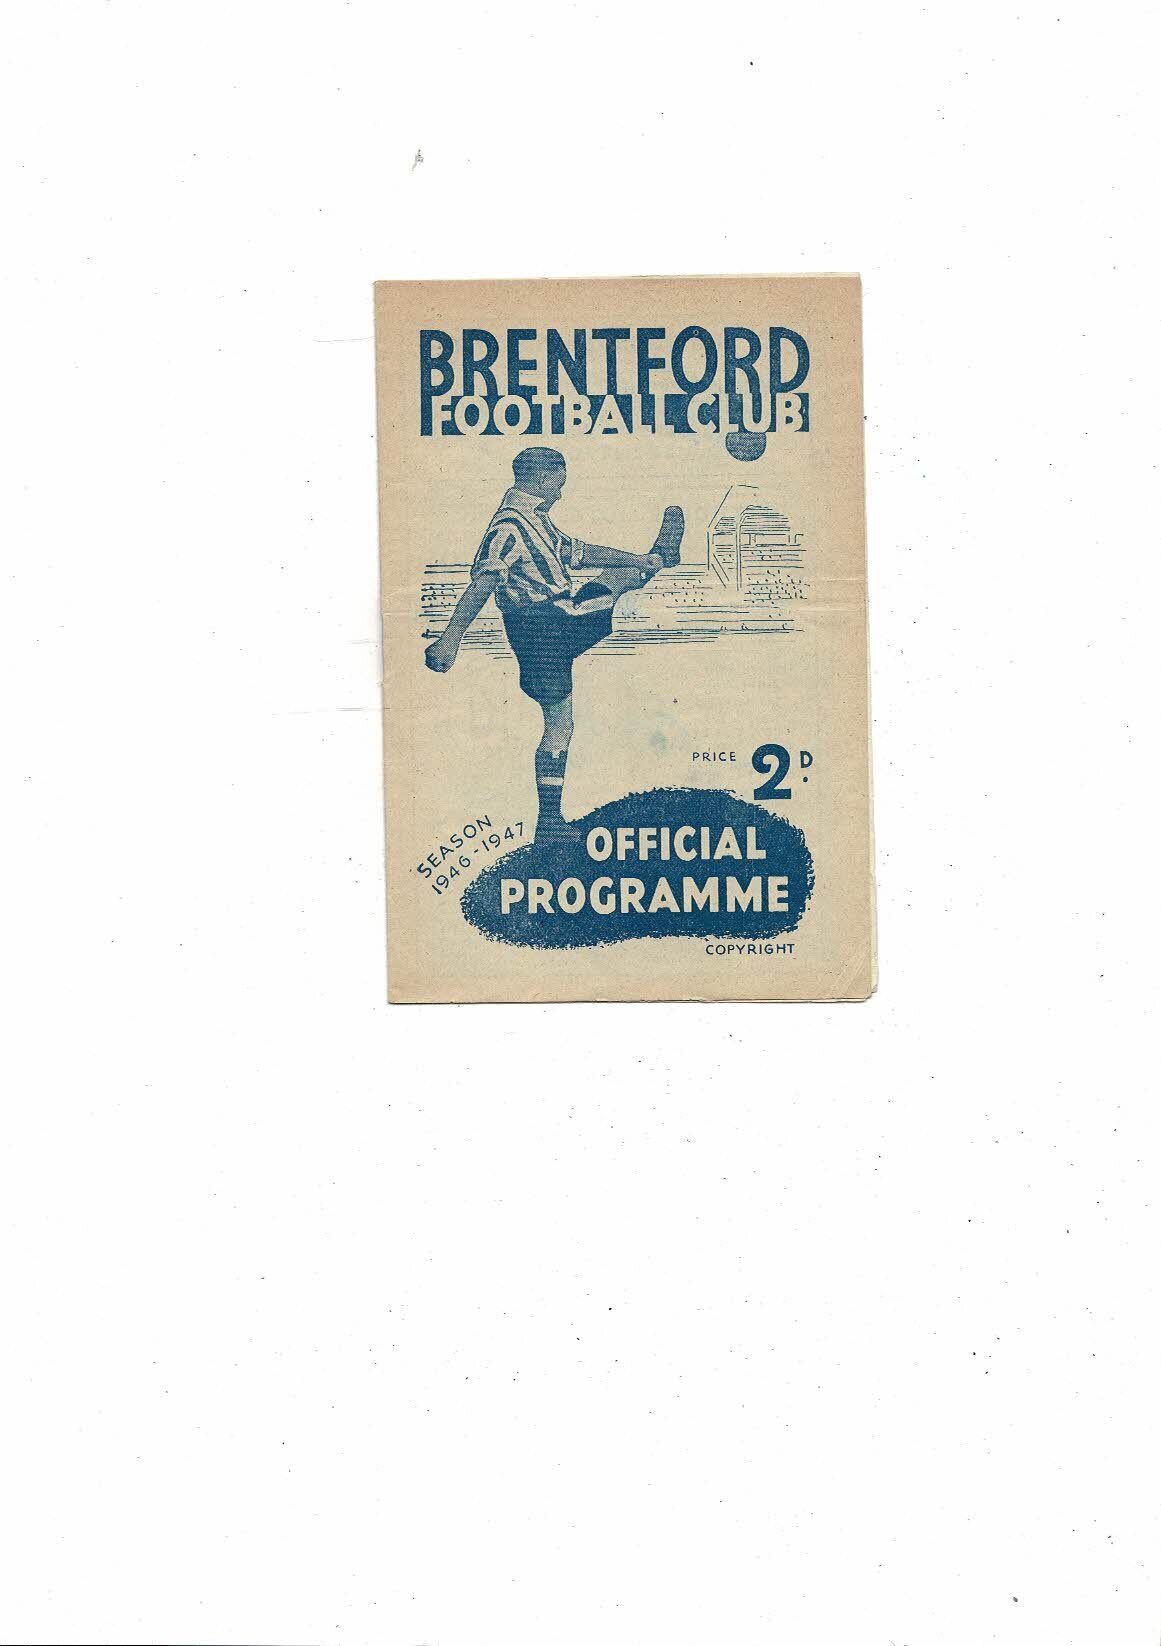 BRENTFORD
FOOTBALL CLUB
PRICE 2D.
SEASON
1946-1947
OFFICIAL
PROGRAMME
COPYRIGHT